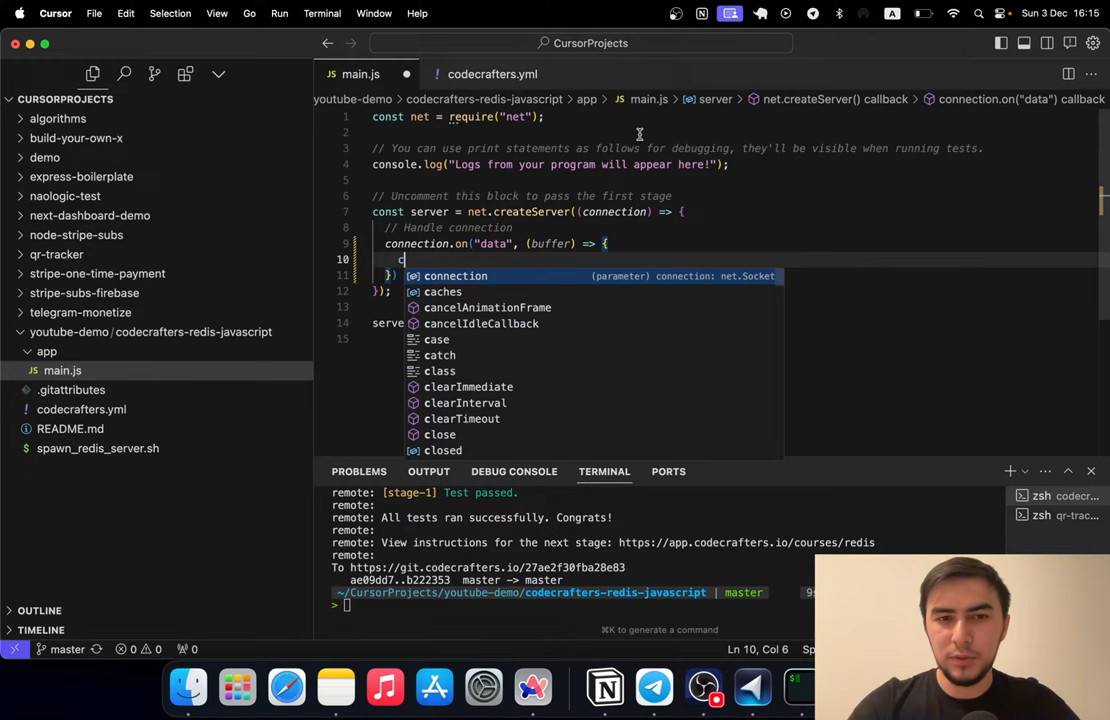 Cursor File Edit Selection View Go Run Terminal Window Help A Sun 3 Dec 16:15
CursorProjects
main.js codecrafters.yml
CURSORPROJECTS
algorithms
build-your-own-x
demo
express-boilerplate
naologic-test
next-dashboard-demo
node-stripe-subs
qr-tracker
stripe-one-time-payment
stripe-subs-firebase
telegram-monetize
youtube-demo / codecrafters-redis-javascript
app
JS main.js
.gitattributes
! codecrafters.yml
README.md
$ spawn_redis_server.sh
OUTLINE
TIMELINE
youtube-demo > codecrafters-redis-javascript > app > JS main.js > server > net.createServer() callback > connection.on("data") callback
1 const net = require("net");
2
3 // You can use print statements as follows for debugging, they'll be visible when running tests.
4 console.log("Logs from your program will appear here!");
5
6 // Uncomment this block to pass the first stage
7 const server = net.createServer((connection) => {
8 // Handle connection
9 connection.on("data", (buffer) => {
10 c
11 })
12 });
13
14 serve
15
connection (parameter) connection: net.Socket
caches
cancelAnimationFrame
cancelIdleCallback
case
catch
class
clearImmediate
clearInterval
clearTimeout
close
closed
PROBLEMS OUTPUT DEBUG CONSOLE TERMINAL PORTS
remote: [stage-1] Test passed.
remote:
remote: All tests ran successfully. Congrats!
remote:
remote: View instructions for the next stage: https://app.codecrafters.io/courses/redis
remote:
To https://git.codecrafters.io/27ae2f30fba28e83
ae09dd7..b222353 master -> master
~/CursorProjects/youtube-demo/codecrafters-redis-javascript | master
>
⌘K to generate a command
zsh codecr...
zsh qr-trac...
master 0 0 0 Ln 10, Col 6